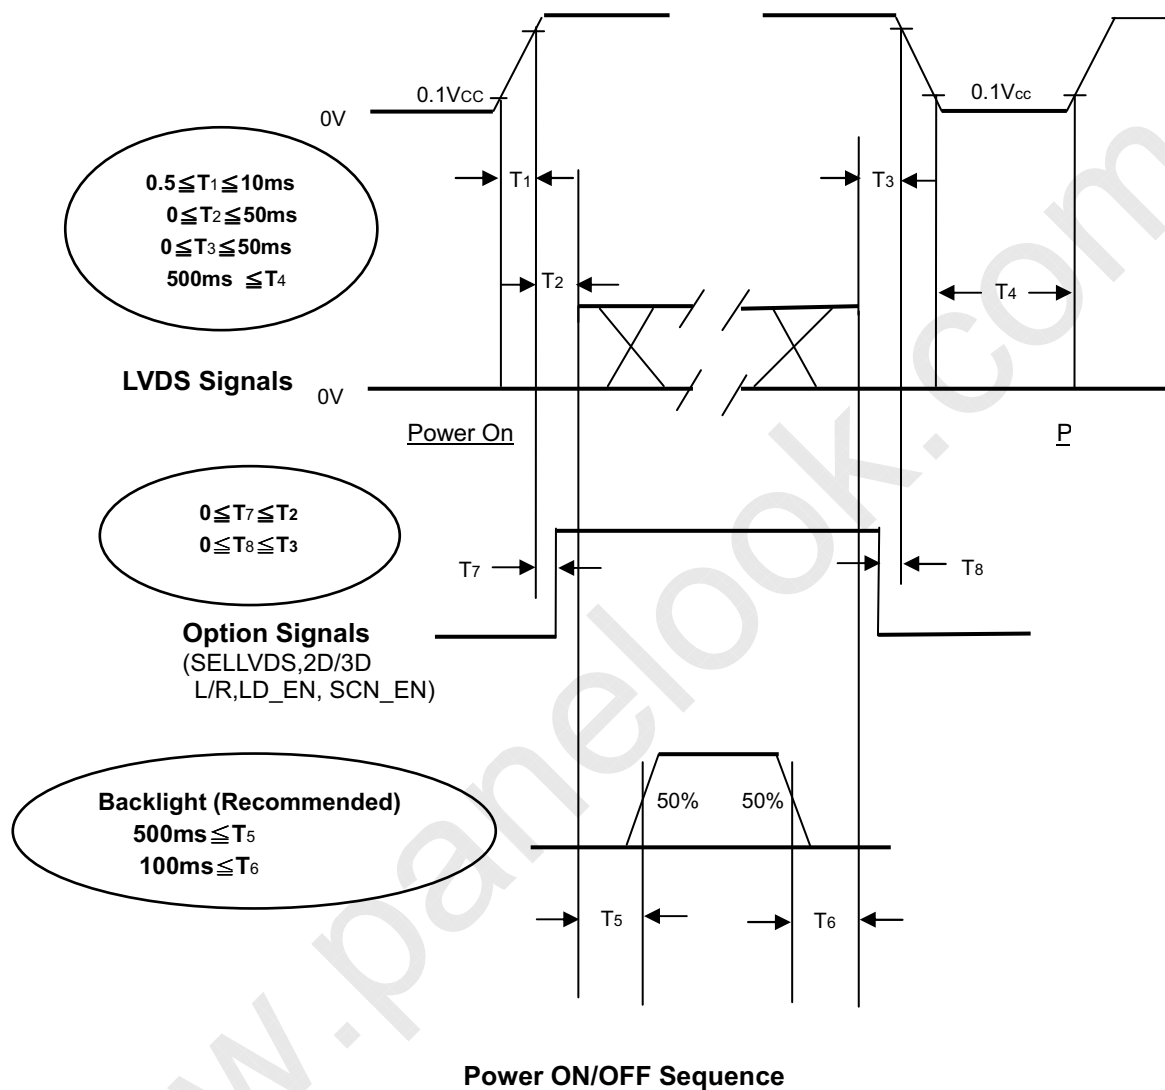 0.1Vcc
0.1Vcc
0V
0.5≦T1≦10ms
0≦T2≦50ms
0≦T3≦50ms
500ms ≦T4
T1
T3
T2
T4
LVDS Signals
0V
Power On
P
0≦T7≦T2
0≦T8≦T3
T7
T8
Option Signals
(SELLVDS,2D/3D
L/R,LD_EN, SCN_EN)
Backlight (Recommended)
500ms≦T5
100ms≦T6
50%
50%
T5
T6
Power ON/OFF Sequence
w.panelook.com